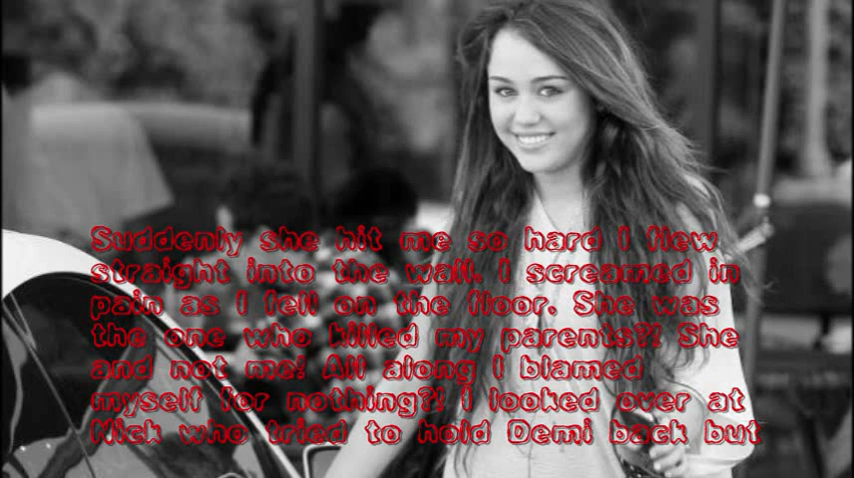 Suddenly she hit me so hard I flew
straight into the wall. I screamed in
pain as I fell on the floor. She was
the one who killed my parents?! She
and not me! All along I blamed
myself for nothing?! I looked over at
Nick who tried to hold Demi back but